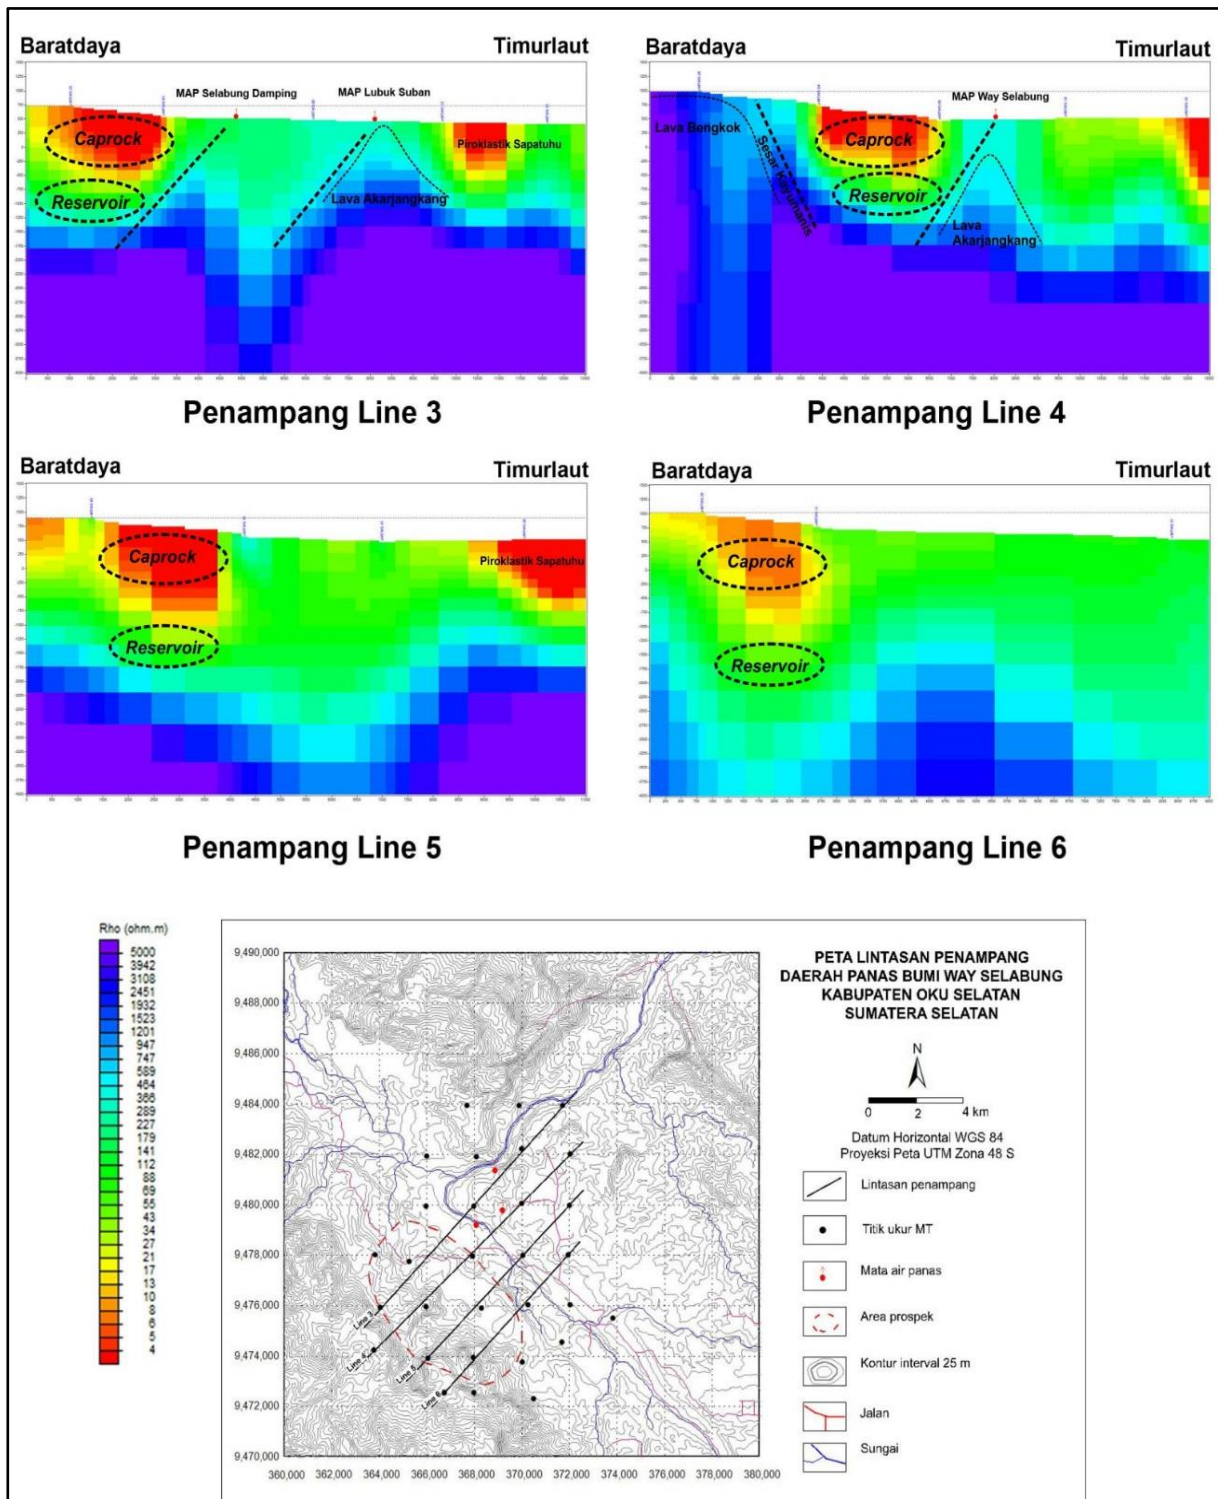 Baratdaya
Timurlaut
MAP Selabung Damping
MAP Lubuk Suban
Caprock
Reservoir
Lava Akarjangkang
Piroklastik Sapatuhu
Penampang Line 3
Baratdaya
Timurlaut
MAP Way Selabung
Lava Bengkok
Sesar Kayumanis
Caprock
Reservoir
Lava
Akarjangkang
Penampang Line 4
Baratdaya
Timurlaut
Caprock
Reservoir
Piroklastik Sapatuhu
Penampang Line 5
Baratdaya
Timurlaut
Caprock
Reservoir
Penampang Line 6
Rho (ohm.m)
5000
3942
3108
2451
1932
1523
1201
947
747
589
464
366
289
227
179
141
112
88
69
55
43
34
27
21
17
13
10
8
6
5
4
9,490,000
9,488,000
9,486,000
9,484,000
9,482,000
9,480,000
9,478,000
9,476,000
9,474,000
9,472,000
9,470,000
360,000
364,000
366,000
368,000
370,000
372,000
374,000
376,000
378,000
380,000
Line 3
Line 4
Line 5
Line 6
PETA LINTASAN PENAMPANG
DAERAH PANAS BUMI WAY SELABUNG
KABUPATEN OKU SELATAN
SUMATERA SELATAN
N
0 2 4 km
Datum Horizontal WGS 84
Proyeksi Peta UTM Zona 48 S
Lintasan penampang
Titik ukur MT
Mata air panas
Area prospek
Kontur interval 25 m
Jalan
Sungai